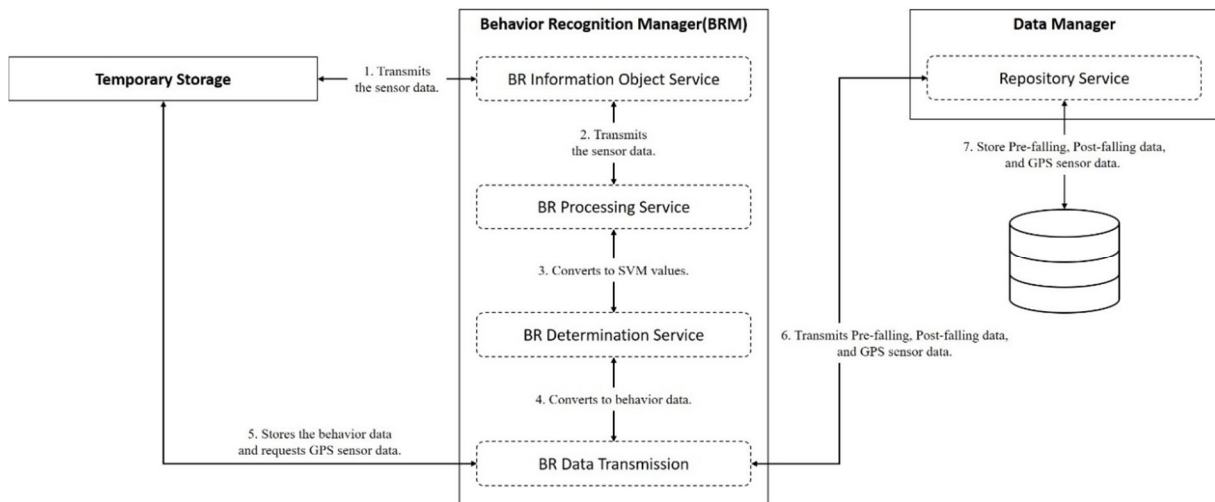 Behavior Recognition Manager(BRM)
Data Manager
Temporary Storage
1. Transmits
the sensor data.
BR Information Object Service
Repository Service
2. Transmits
the sensor data.
7. Store Pre-falling, Post-falling data,
and GPS sensor data.
BR Processing Service
3. Converts to SVM values.
BR Determination Service
6. Transmits Pre-falling, Post-falling data,
and GPS sensor data.
4. Converts to behavior data.
5. Stores the behavior data
and requests GPS sensor data.
BR Data Transmission